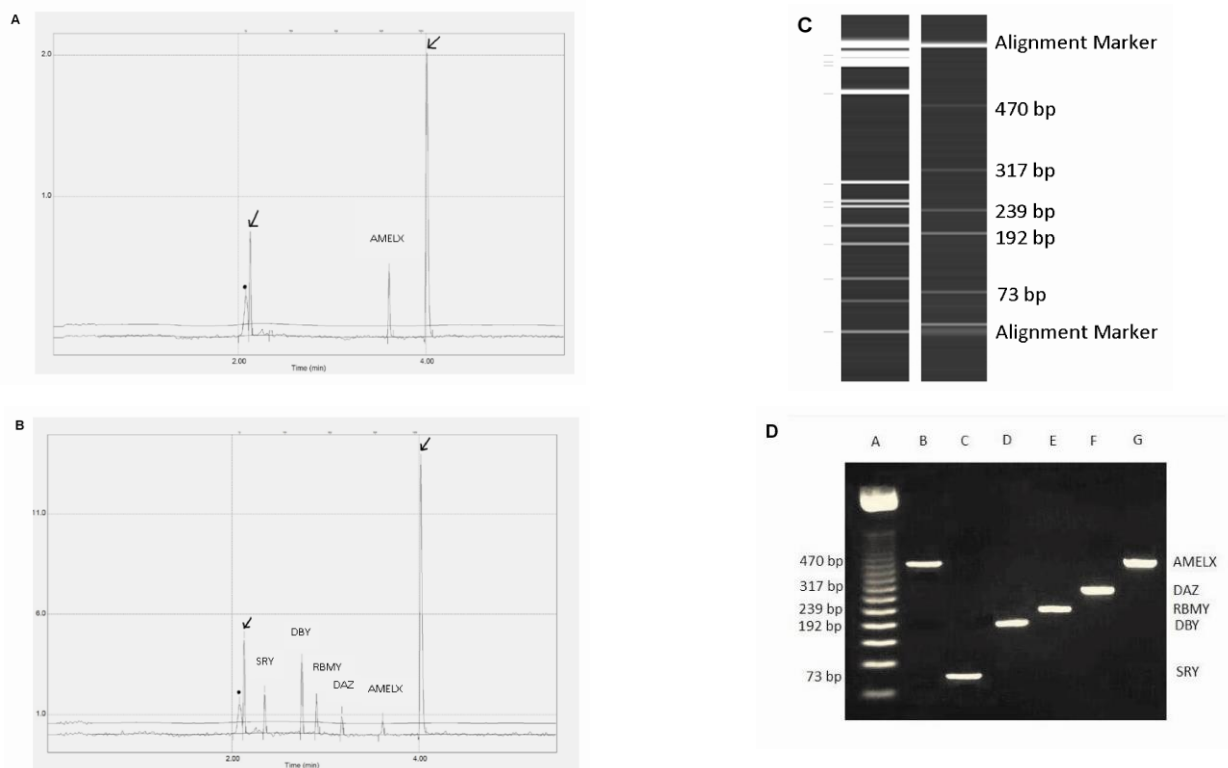 A
2.0
1.0
AMELX
2.00
4.00
Time (min)
B
11.0
6.0
1.0
SRY
DBY
RBMY
DAZ
AMELX
2.00
4.00
Time (min)
C
Alignment Marker
470 bp
317 bp
239 bp
192 bp
73 bp
Alignment Marker
D
A B C D E F G
470 bp AMELX
317 bp DAZ
239 bp RBMY
192 bp DBY
73 bp SRY